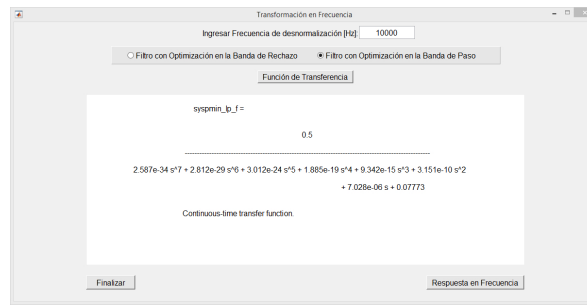 Transformación en Frecuencia
Ingresar Frecuencia de desnormalización [Hz]: 10000
Filtro con Optimización en la Banda de Rechazo Filtro con Optimización en la Banda de Paso
Función de Transferencia
syspmin_lp_f =
0.5
-----------------------------------------------------------------------------------------
2.587e-34 s^7 + 2.812e-29 s^6 + 3.012e-24 s^5 + 1.885e-19 s^4 + 9.342e-15 s^3 + 3.151e-10 s^2
+ 7.028e-06 s + 0.07773
Continuous-time transfer function.
Finalizar Respuesta en Frecuencia